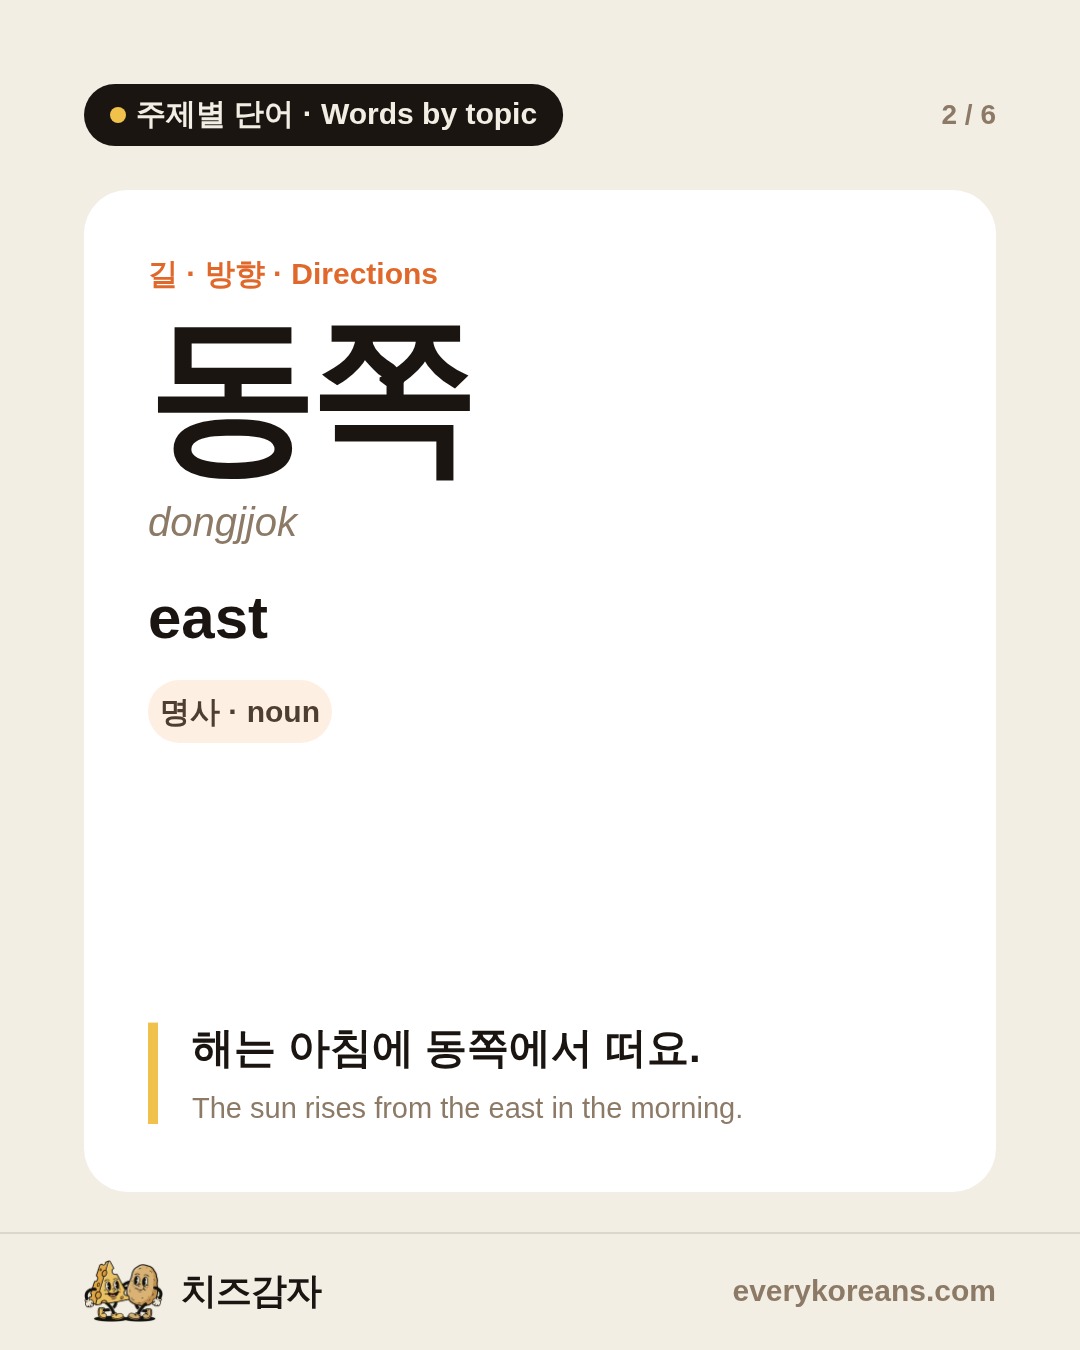 주제별 단어 · Words by topic
2 / 6
길 · 방향 · Directions
동쪽
dongjjok
east
명사 · noun
해는 아침에 동쪽에서 떠요.
The sun rises from the east in the morning.
치즈감자
everykoreans.com